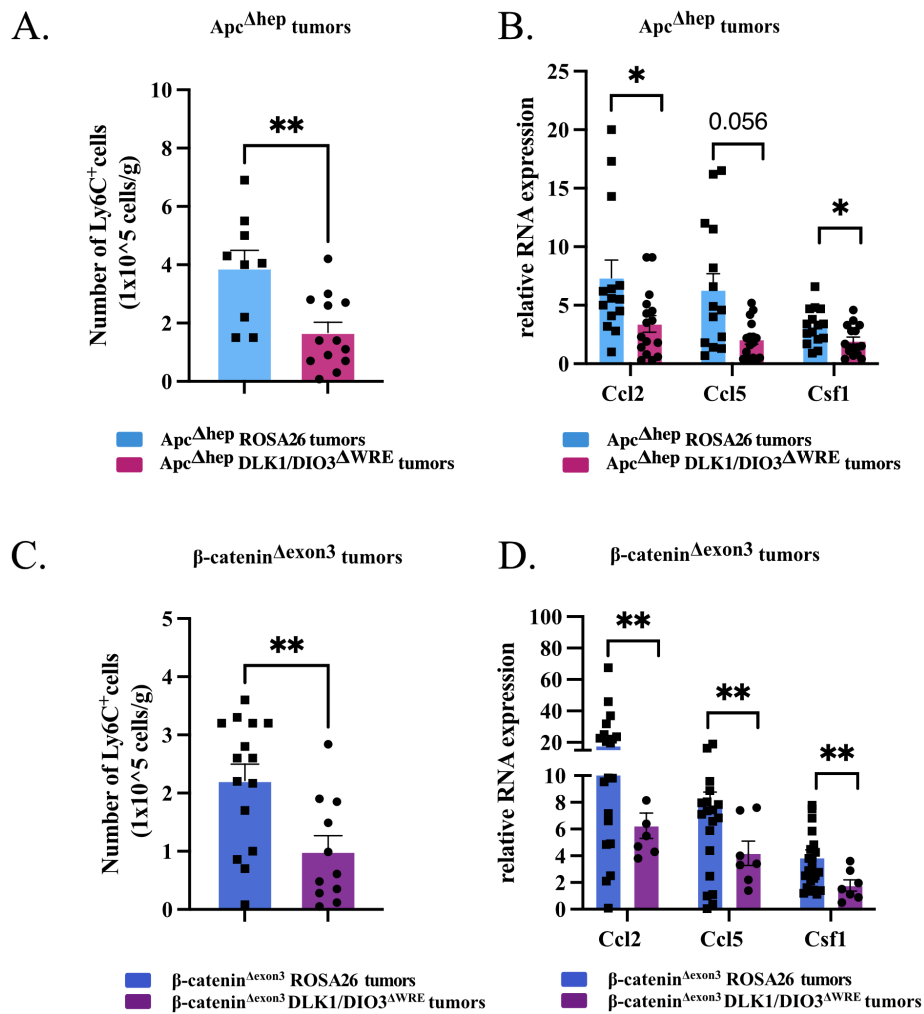 A.
Apc^Δhep tumors
Number of Ly6C⁺cells
(1x10^5 cells/g)
10
8
6
4
2
0
**
Apc^Δhep ROSA26 tumors
Apc^Δhep DLK1/DIO3^ΔWRE tumors
B.
Apc^Δhep tumors
relative RNA expression
25
20
15
10
5
0
*
0.056
*
Ccl2 Ccl5 Csf1
Apc^Δhep ROSA26 tumors
Apc^Δhep DLK1/DIO3^ΔWRE tumors
C.
β-catenin^Δexon3 tumors
Number of Ly6C⁺cells
(1x10^5 cells/g)
5
4
3
2
1
0
**
β-catenin^Δexon3 ROSA26 tumors
β-catenin^Δexon3 DLK1/DIO3^ΔWRE tumors
D.
β-catenin^Δexon3 tumors
relative RNA expression
100
80
60
40
20
10
8
6
4
2
0
**
**
**
Ccl2 Ccl5 Csf1
β-catenin^Δexon3 ROSA26 tumors
β-catenin^Δexon3 DLK1/DIO3^ΔWRE tumors